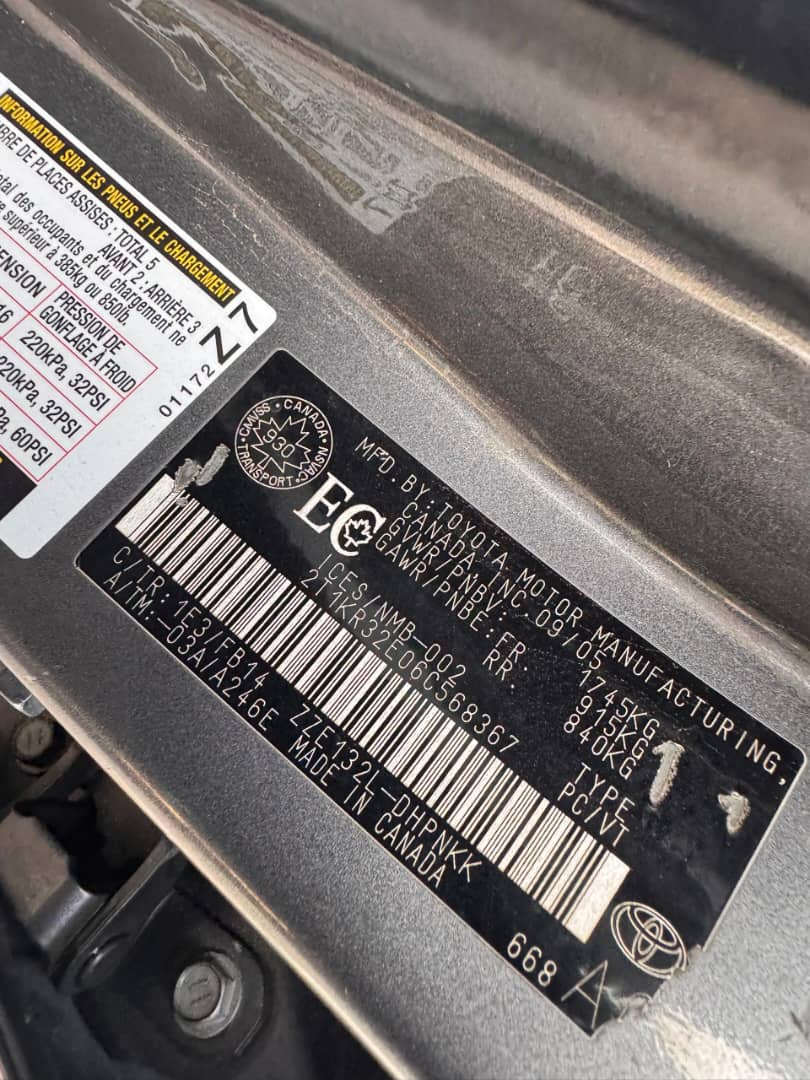 INFORMATION SUR LES PNEUS ET LE CHARGEMENT
DE PLACES ASSISES : TOTAL 5
AVANT 2 : ARRIÈRE 3
des occupants et du chargement ne
supérieur à 385kg ou 850lb.
PRESSION DE
GONFLAGE À FROID
16 220kPa, 32PSI
220kPa, 32PSI
60PSI
01172 Z 7
CMVSS • CANADA • NSVAC • TRANSPORT
930
EC
MFD. BY: TOYOTA MOTOR MANUFACTURING,
CANADA INC. 09/05
GVWR/PNBV: 1745KG
GAWR/PNBE: FR. 915KG
RR. 840KG
ICES/NMB-002
2T1KR32E06C568367
TYPE
PC/VT
C/TR: 1E3/FB14 ZZE132L-DHPNKK
A/TM:-03A/A246E MADE IN CANADA
668 A